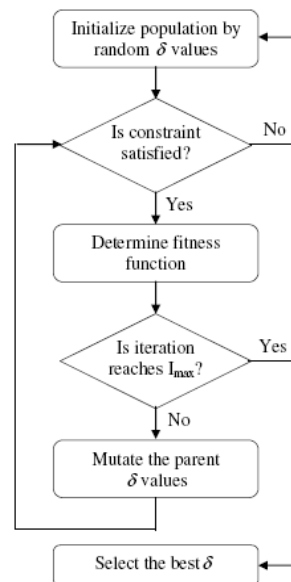 Initialize population by
random δ values
Is constraint
satisfied?
No
Yes
Determine fitness
function
Is iteration
reaches Imax?
Yes
No
Mutate the parent
δ values
Select the best δ